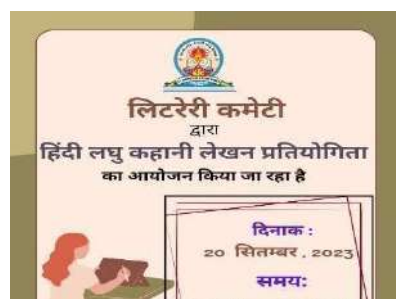 लिटरेरी कमेटी
द्वारा
हिंदी लघु कहानी लेखन प्रतियोगिता
का आयोजन किया जा रहा है
दिनाक :
20 सितम्बर , 2023
समय: